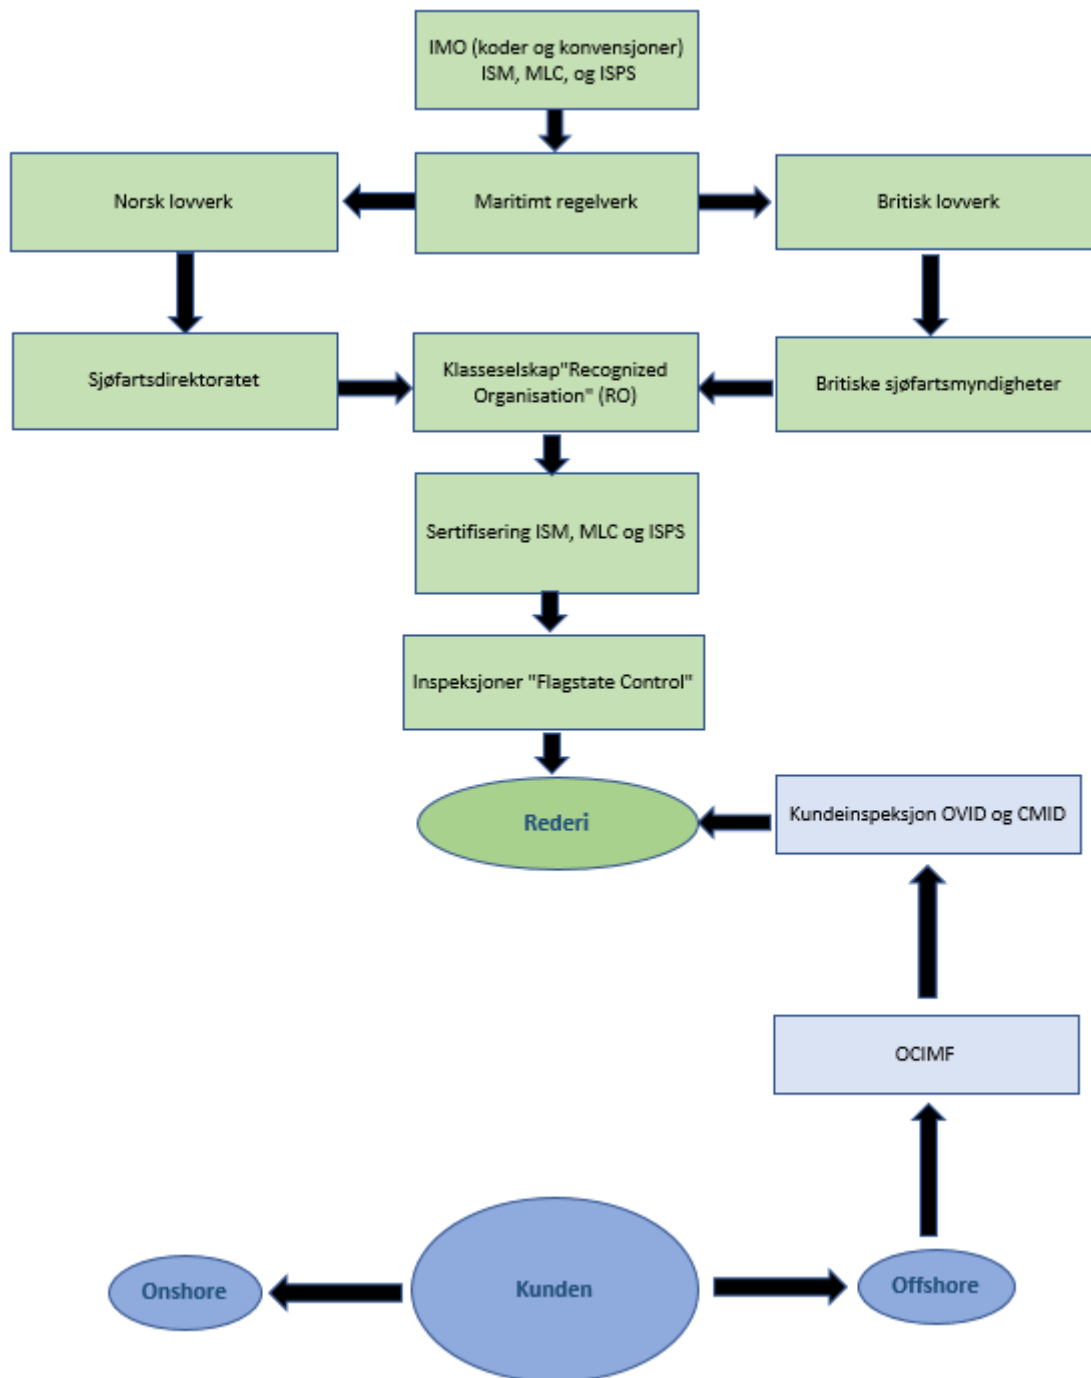 IMO (koder og konvensjoner)
ISM, MLC, og ISPS
Norsk lovverk
Maritimt regelverk
Britisk lovverk
Sjøfartsdirektoratet
Klasseselskap"Recognized
Organisation" (RO)
Britiske sjøfartsmyndigheter
Sertifisering ISM, MLC og ISPS
Inspeksjoner "Flagstate Control"
Rederi
Kundeinspeksjon OVID og CMID
OCIMF
Onshore
Kunden
Offshore